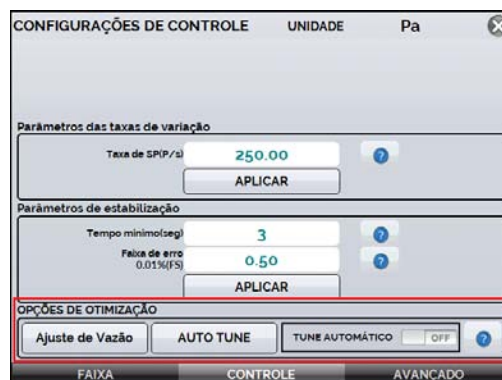 CONFIGURAÇÕES DE CONTROLE UNIDADE Pa
Parâmetros das taxas de variação
Taxa de SP(P/s) 250.00 ?
APLICAR
Parâmetros de estabilização
Tempo mínimo(seg) 3 ?
Faixa de erro
0.01%(FS) 0.50 ?
APLICAR
OPÇÕES DE OTIMIZAÇÃO
Ajuste de Vazão AUTO TUNE TUNE AUTOMÁTICO OFF ?
FAIXA CONTROLE AVANÇADO